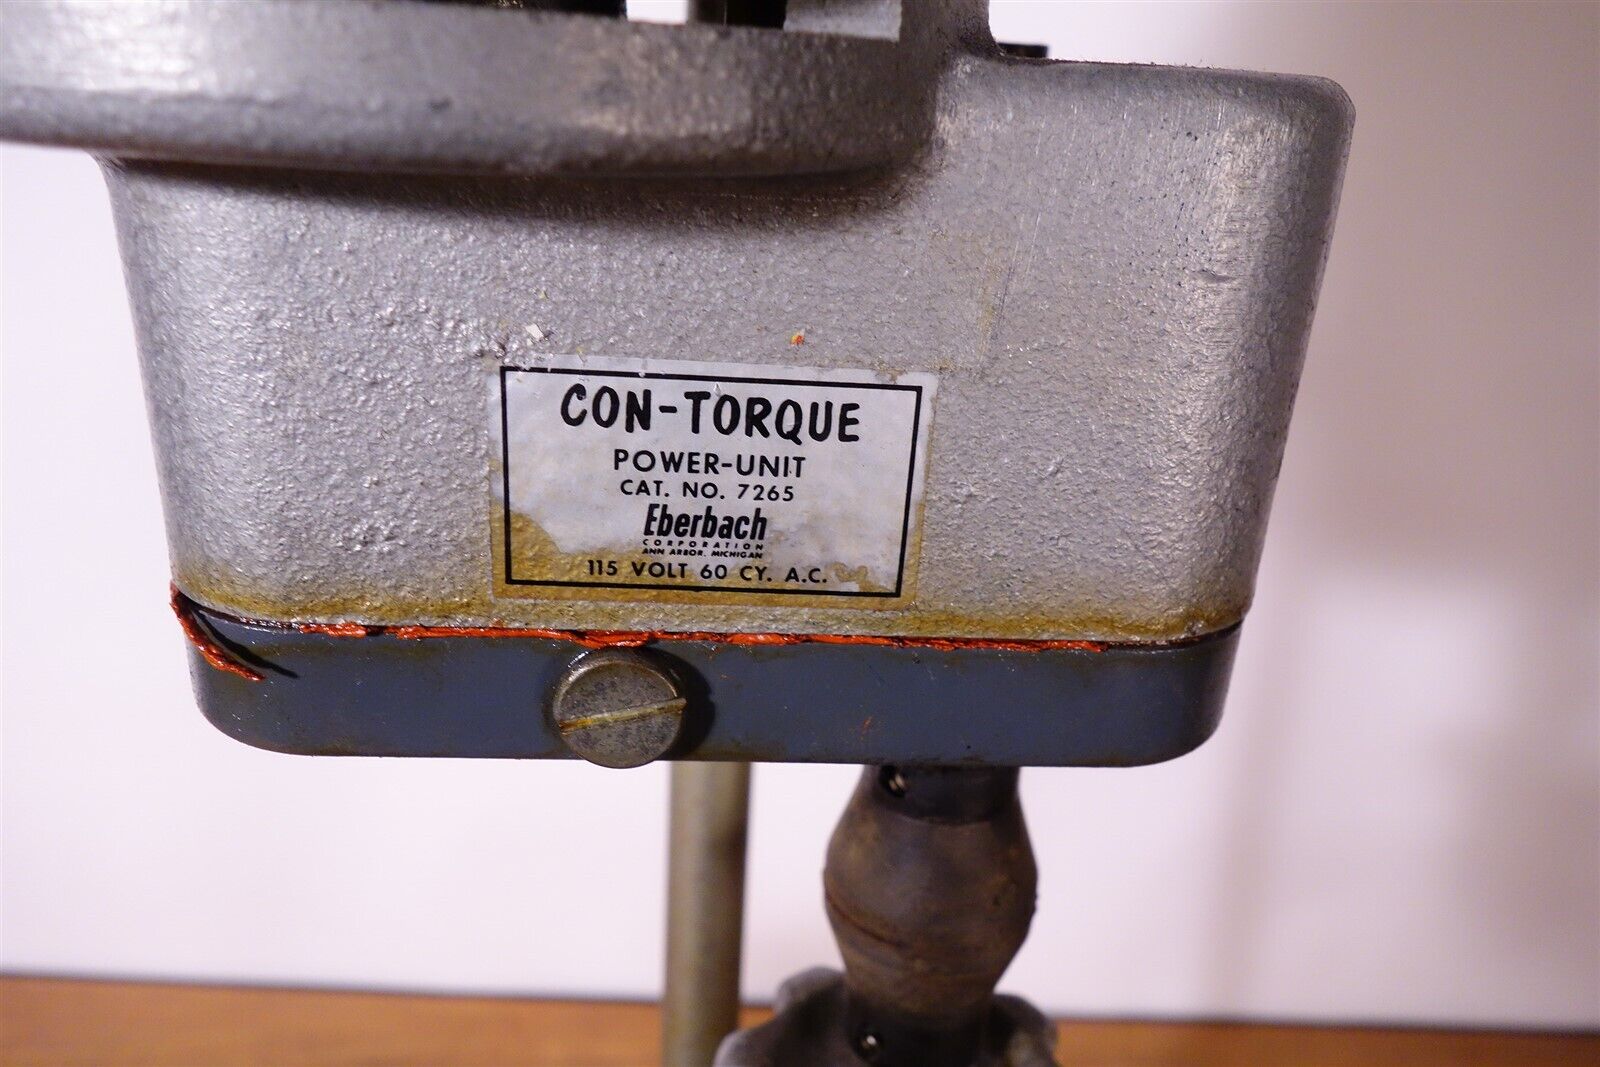 CON-TORQUE
POWER-UNIT
CAT. NO. 7265
Eberbach
CORPORATION
ANN ARBOR, MICHIGAN
115 VOLT 60 CY. A.C.